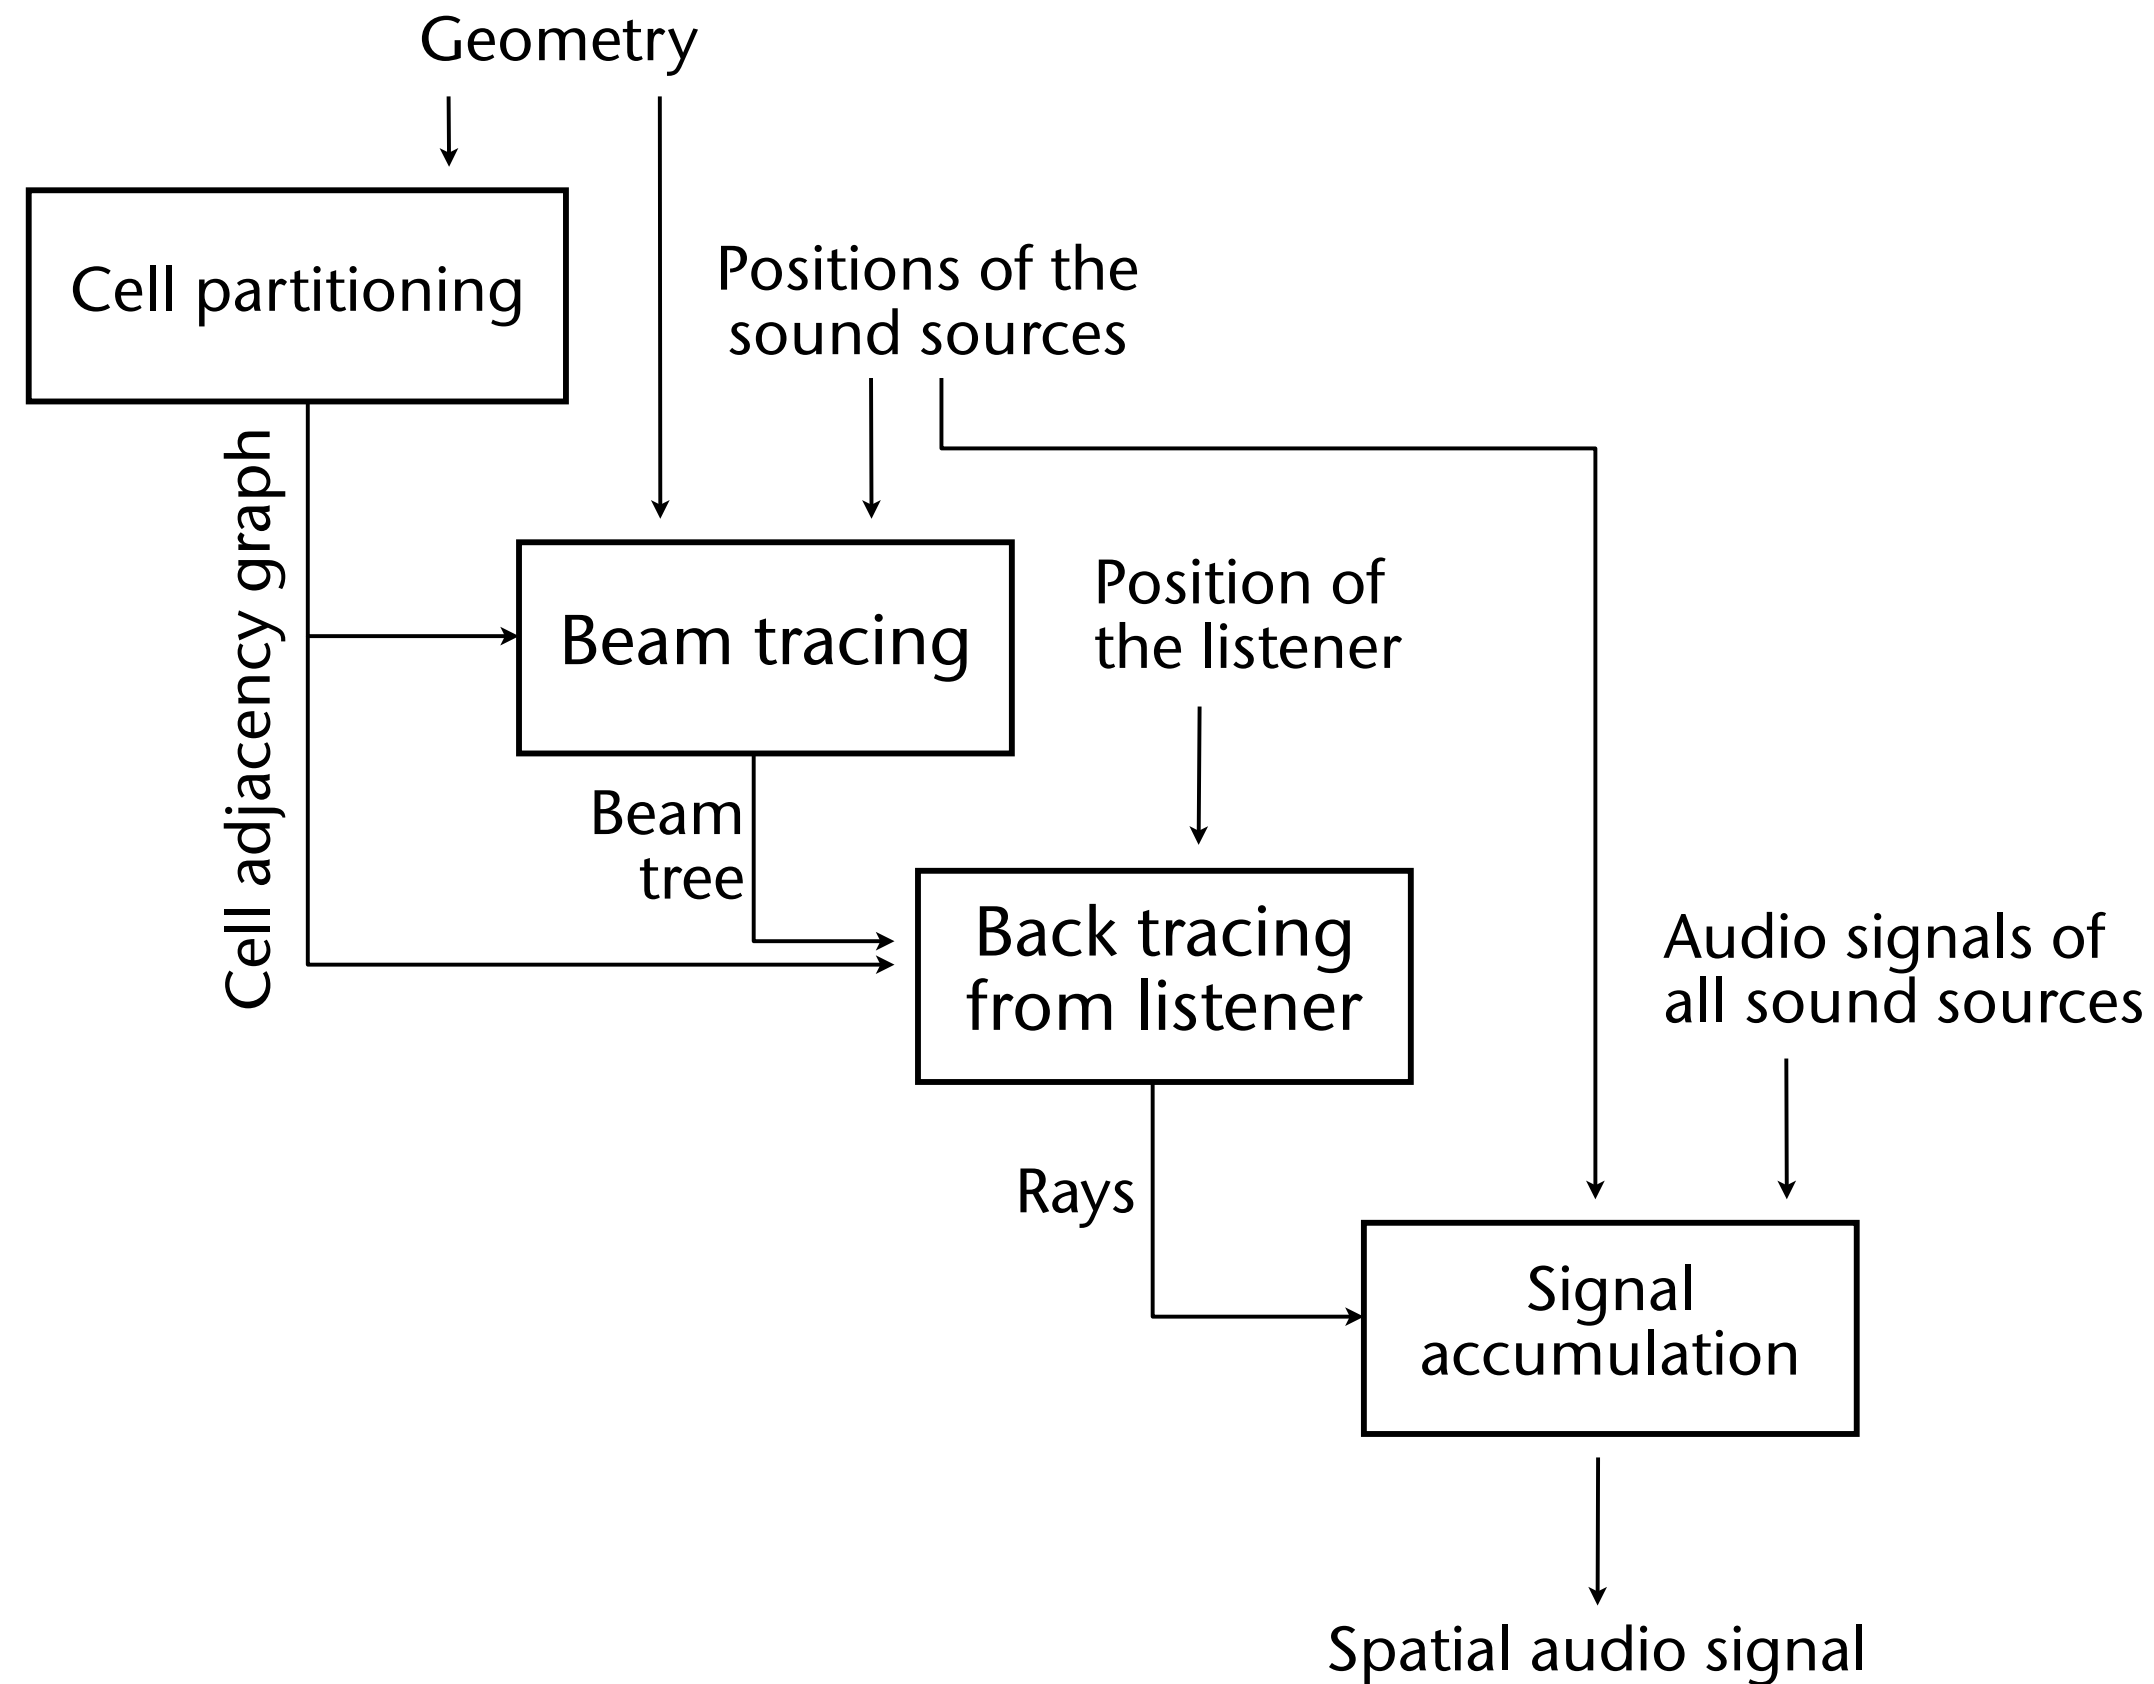 Geometry
Cell partitioning
Positions of the
sound sources
Cell adjacency graph
Beam tracing
Position of
the listener
Beam
tree
Back tracing
from listener
Audio signals of
all sound sources
Rays
Signal
accumulation
Spatial audio signal